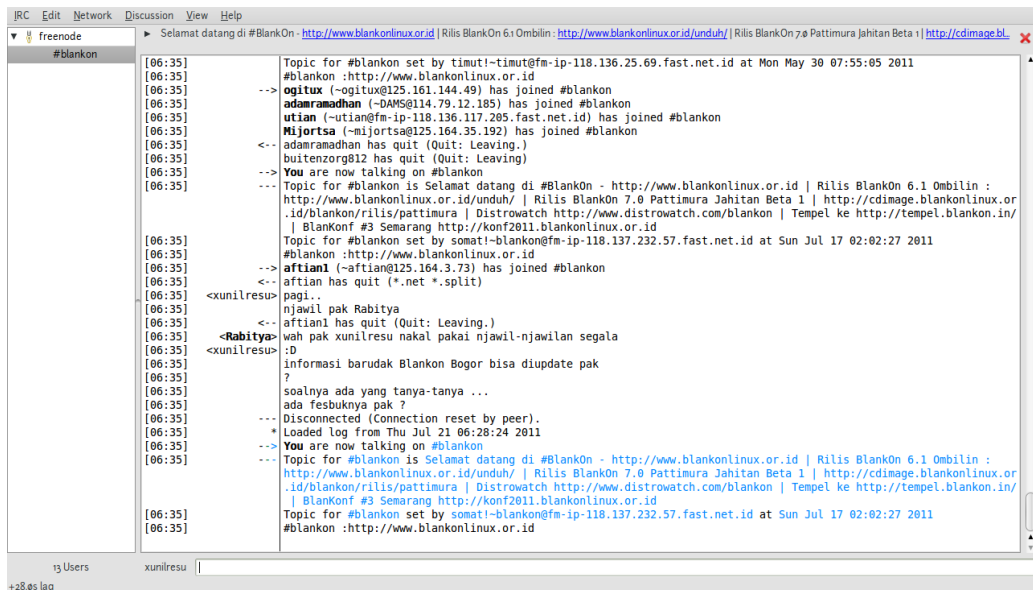 IRC Edit Network Discussion View Help
freenode
#blankon
Selamat datang di #BlankOn - http://www.blankonlinux.or.id | Rilis BlankOn 6.1 Ombilin : http://www.blankonlinux.or.id/unduh/ | Rilis BlankOn 7.0 Pattimura Jahitan Beta 1 | http://cdimage.bl...
[06:35] Topic for #blankon set by timut!~timut@fm-ip-118.136.25.69.fast.net.id at Mon May 30 07:55:05 2011
[06:35] #blankon :http://www.blankonlinux.or.id
[06:35] --> ogitux (~ogitux@125.161.144.49) has joined #blankon
[06:35] adamramadhan (~DAMS@114.79.12.185) has joined #blankon
[06:35] utian (~utian@fm-ip-118.136.117.205.fast.net.id) has joined #blankon
[06:35] Mijortsa (~mijortsa@125.164.35.192) has joined #blankon
[06:35] <-- adamramadhan has quit (Quit: Leaving.)
[06:35] buitenzorg812 has quit (Quit: Leaving)
[06:35] --> You are now talking on #blankon
[06:35] --- Topic for #blankon is Selamat datang di #BlankOn - http://www.blankonlinux.or.id | Rilis BlankOn 6.1 Ombilin :
http://www.blankonlinux.or.id/unduh/ | Rilis BlankOn 7.0 Pattimura Jahitan Beta 1 | http://cdimage.blankonlinux.or
.id/blankon/rilis/pattimura | Distrowatch http://www.distrowatch.com/blankon | Tempel ke http://tempel.blankon.in/
| BlanKonf #3 Semarang http://konf2011.blankonlinux.or.id
[06:35] Topic for #blankon set by somat!~blankon@fm-ip-118.137.232.57.fast.net.id at Sun Jul 17 02:02:27 2011
[06:35] #blankon :http://www.blankonlinux.or.id
[06:35] --> aftian1 (~aftian@125.164.3.73) has joined #blankon
[06:35] <-- aftian has quit (*.net *.split)
[06:35] <xunilresu> pagi..
[06:35] njawil pak Rabitya
[06:35] <-- aftian1 has quit (Quit: Leaving.)
[06:35] <Rabitya> wah pak xunilresu nakal pakai njawil-njawilan segala
[06:35] <xunilresu> :D
[06:35] informasi barudak Blankon Bogor bisa diupdate pak
[06:35] ?
[06:35] soalnya ada yang tanya-tanya ...
[06:35] ada fesbuknya pak ?
[06:35] --- Disconnected (Connection reset by peer).
[06:35] * Loaded log from Thu Jul 21 06:28:24 2011
[06:35] --> You are now talking on #blankon
[06:35] --- Topic for #blankon is Selamat datang di #BlankOn - http://www.blankonlinux.or.id | Rilis BlankOn 6.1 Ombilin :
http://www.blankonlinux.or.id/unduh/ | Rilis BlankOn 7.0 Pattimura Jahitan Beta 1 | http://cdimage.blankonlinux.or
.id/blankon/rilis/pattimura | Distrowatch http://www.distrowatch.com/blankon | Tempel ke http://tempel.blankon.in/
| BlanKonf #3 Semarang http://konf2011.blankonlinux.or.id
[06:35] Topic for #blankon set by somat!~blankon@fm-ip-118.137.232.57.fast.net.id at Sun Jul 17 02:02:27 2011
[06:35] #blankon :http://www.blankonlinux.or.id
13 Users
xunilresu
+28.0s lag